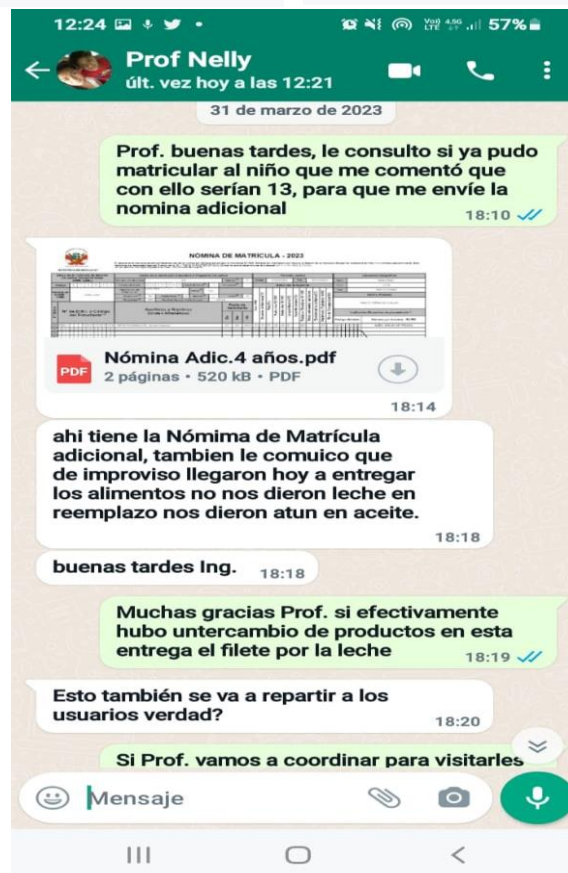 12:24
57%
Prof Nelly
últ. vez hoy a las 12:21
31 de marzo de 2023
Prof. buenas tardes, le consulto si ya pudo
matricular al niño que me comentó que
con ello serían 13, para que me envíe la
nomina adicional
18:10
NÓMINA DE MATRICULA - 2023
PDF
Nómina Adic.4 años.pdf
2 páginas • 520 kB • PDF
18:14
ahi tiene la Nómima de Matrícula
adicional, tambien le comuico que
de improviso llegaron hoy a entregar
los alimentos no nos dieron leche en
reemplazo nos dieron atun en aceite.
18:18
buenas tardes Ing.
18:18
Muchas gracias Prof. si efectivamente
hubo untercambio de productos en esta
entrega el filete por la leche
18:19
Esto también se va a repartir a los
usuarios verdad?
18:20
Si Prof. vamos a coordinar para visitarles
Mensaje